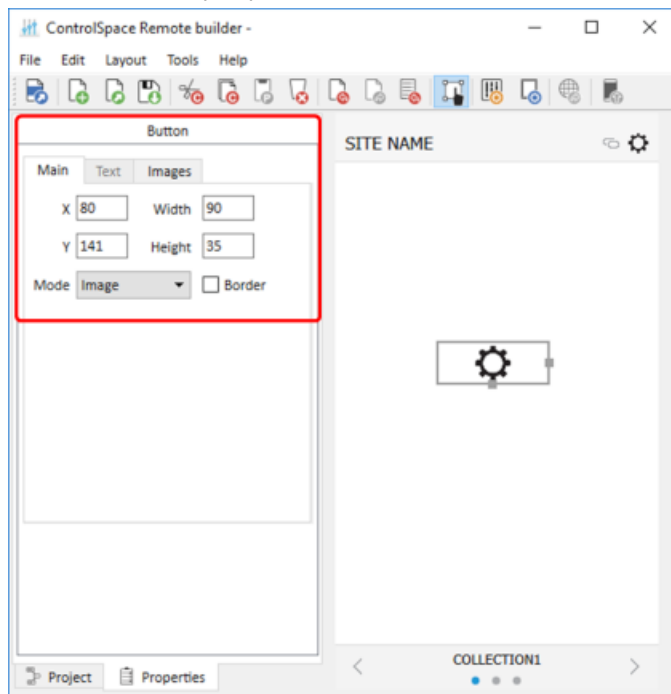 ControlSpace Remote builder -
File Edit Layout Tools Help
Button
Main Text Images
X 80 Width 90
Y 141 Height 35
Mode Image Border
Project Properties
SITE NAME
COLLECTION1